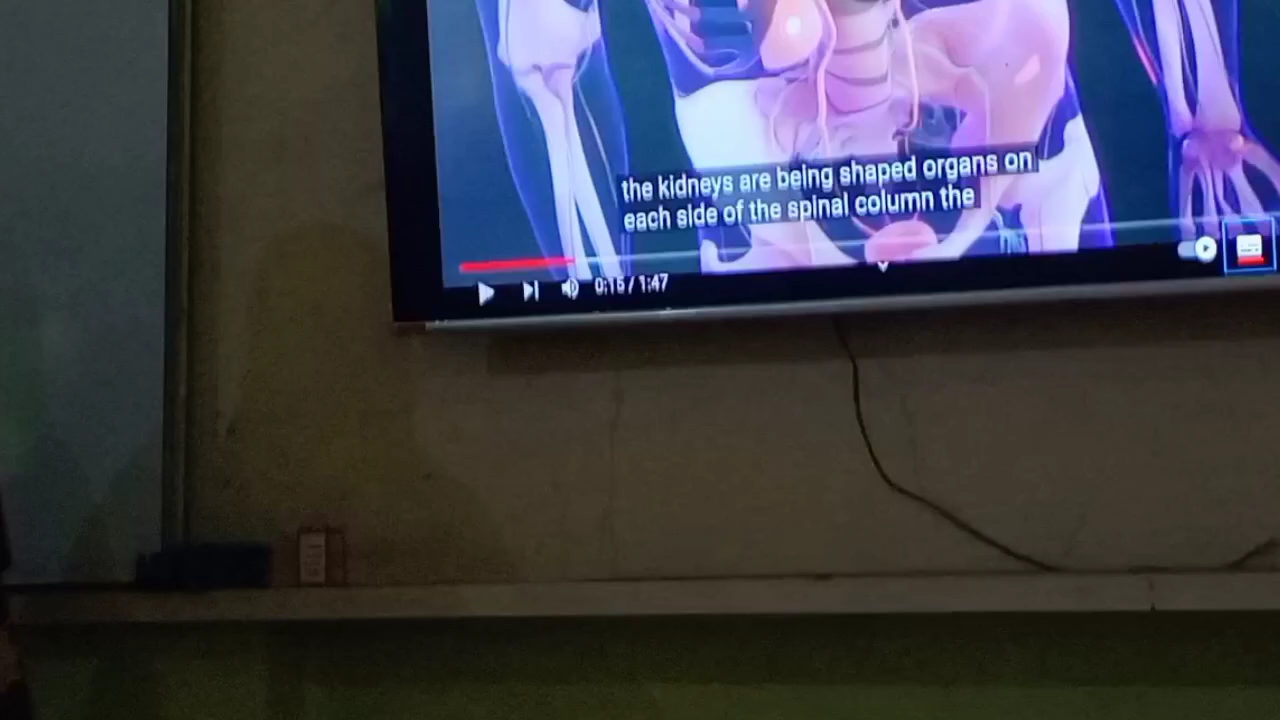 the kidneys are being shaped organs on
each side of the spinal column the
0:15 / 1:47